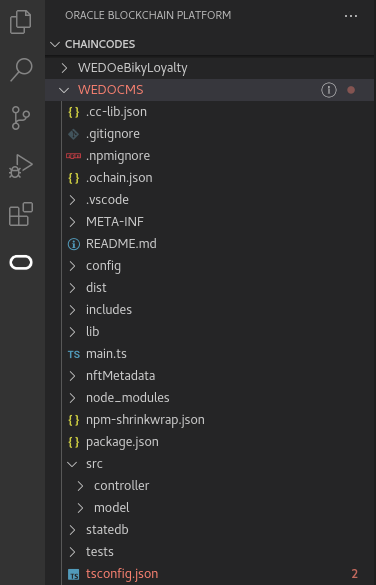 ORACLE BLOCKCHAIN PLATFORM
CHAINCODES
WEDOeBikyLoyalty
WEDOCMS
.cc-lib.json
.gitignore
.npmignore
.ochain.json
.vscode
META-INF
README.md
config
dist
includes
lib
TS main.ts
nftMetadata
node_modules
npm-shrinkwrap.json
package.json
src
controller
model
statedb
tests
TS tsconfig.json 2